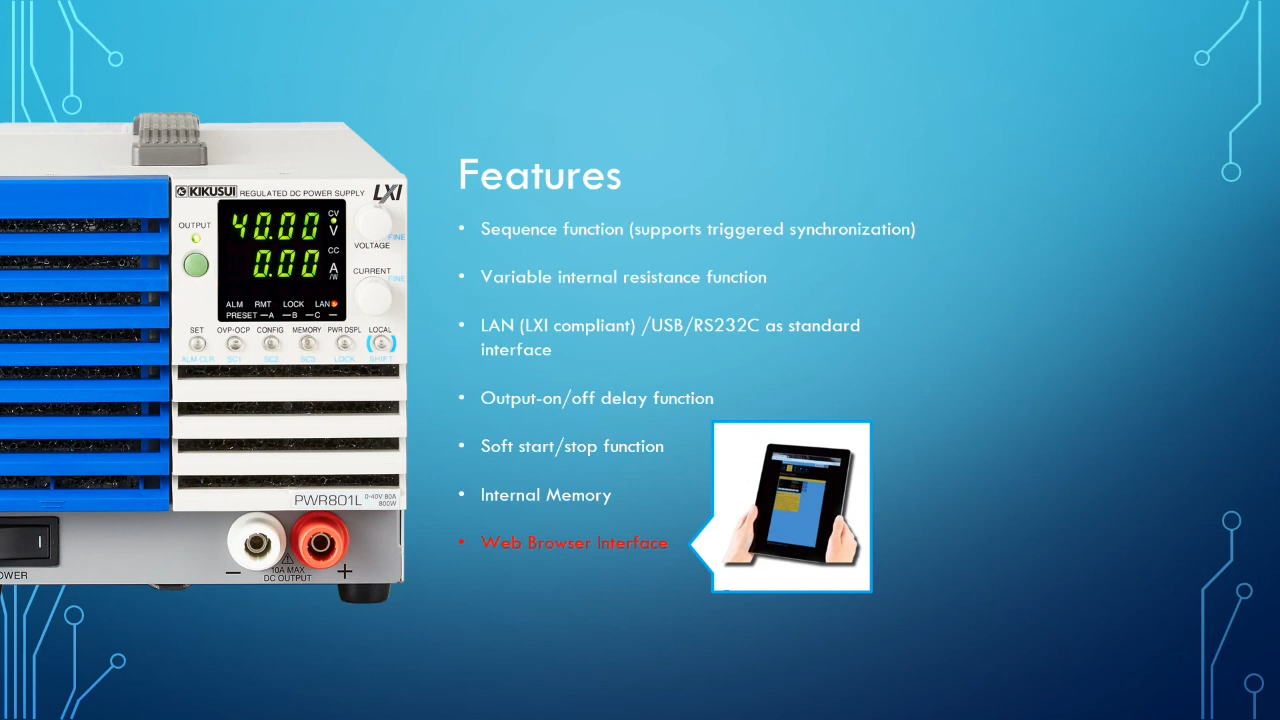 Features
• Sequence function (supports triggered synchronization)
• Variable internal resistance function
• LAN (LXI compliant) /USB/RS232C as standard
interface
• Output-on/off delay function
• Soft start/stop function
• Internal Memory
• Web Browser Interface
KIKUSUI REGULATED DC POWER SUPPLY LXI
OUTPUT
40.00 CV V
0.00 CC A /W
VOLTAGE FINE
CURRENT FINE
ALM RMT LOCK LAN
PRESET —A —B —C —
SET OVP•OCP CONFIG MEMORY PWR DSPL LOCAL
ALM CLR SC1 SC2 SC3 LOCK SHIFT
PWR801L 0-40V 80A
800W
OWER
− 10A MAX +
DC OUTPUT